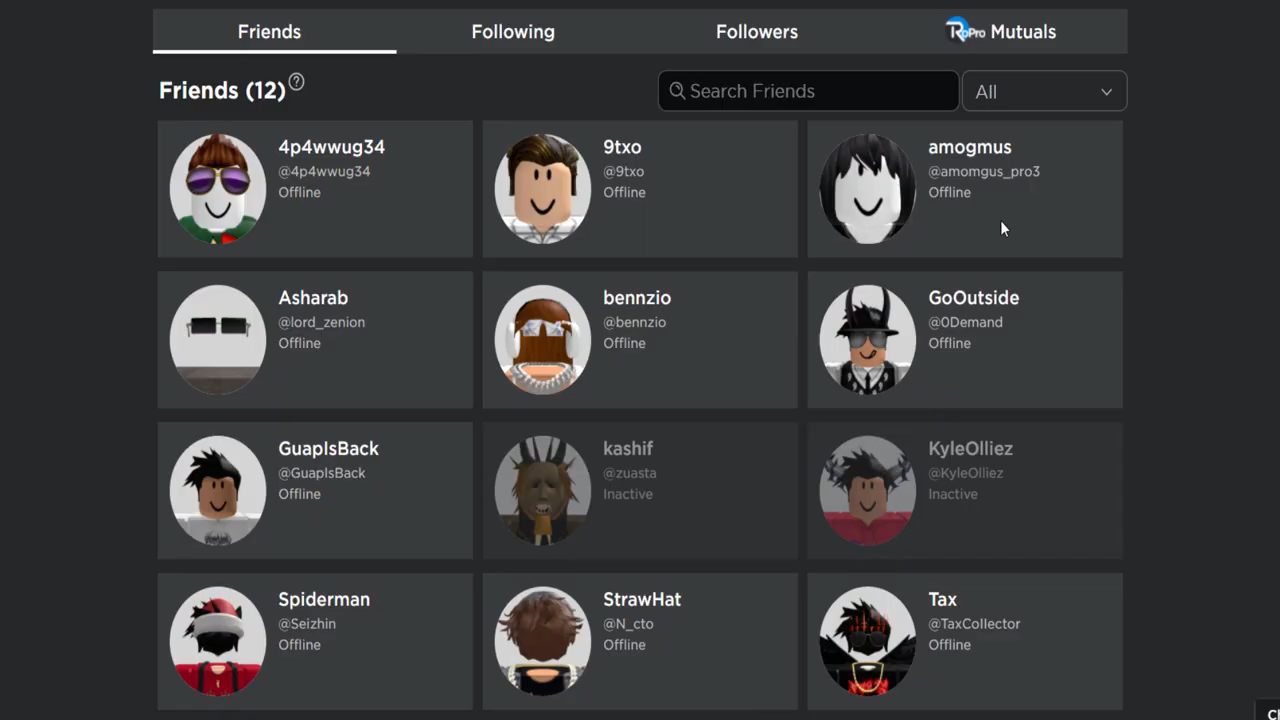 Friends
Following
Followers
RoPro Mutuals
Friends (12)
?
Search Friends
All
4p4wwug34
@4p4wwug34
Offline
9txo
@9txo
Offline
amogmus
@amomgus_pro3
Offline
Asharab
@lord_zenion
Offline
bennzio
@bennzio
Offline
GoOutside
@0Demand
Offline
GuapIsBack
@GuapIsBack
Offline
kashif
@zuasta
Inactive
KyleOlliez
@KyleOlliez
Inactive
Spiderman
@Seizhin
Offline
StrawHat
@N_cto
Offline
Tax
@TaxCollector
Offline